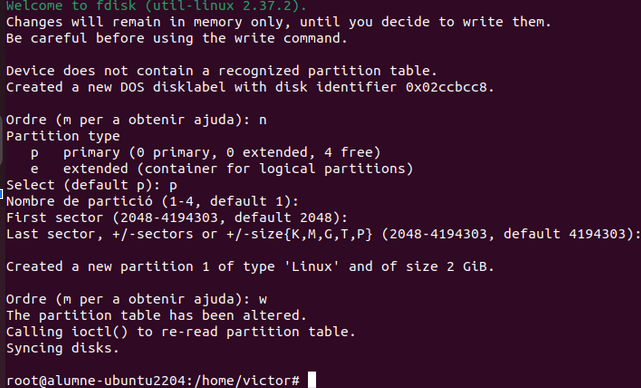 Welcome to fdisk (util-linux 2.37.2).
Changes will remain in memory only, until you decide to write them.
Be careful before using the write command.
Device does not contain a recognized partition table.
Created a new DOS disklabel with disk identifier 0x02ccbcc8.
Ordre (m per a obtenir ajuda): n
Partition type
p primary (0 primary, 0 extended, 4 free)
e extended (container for logical partitions)
Select (default p): p
Nombre de partició (1-4, default 1):
First sector (2048-4194303, default 2048):
Last sector, +/-sectors or +/-size{K,M,G,T,P} (2048-4194303, default 4194303):
Created a new partition 1 of type 'Linux' and of size 2 GiB.
Ordre (m per a obtenir ajuda): w
The partition table has been altered.
Calling ioctl() to re-read partition table.
Syncing disks.
root@alumne-ubuntu2204:/home/victor#